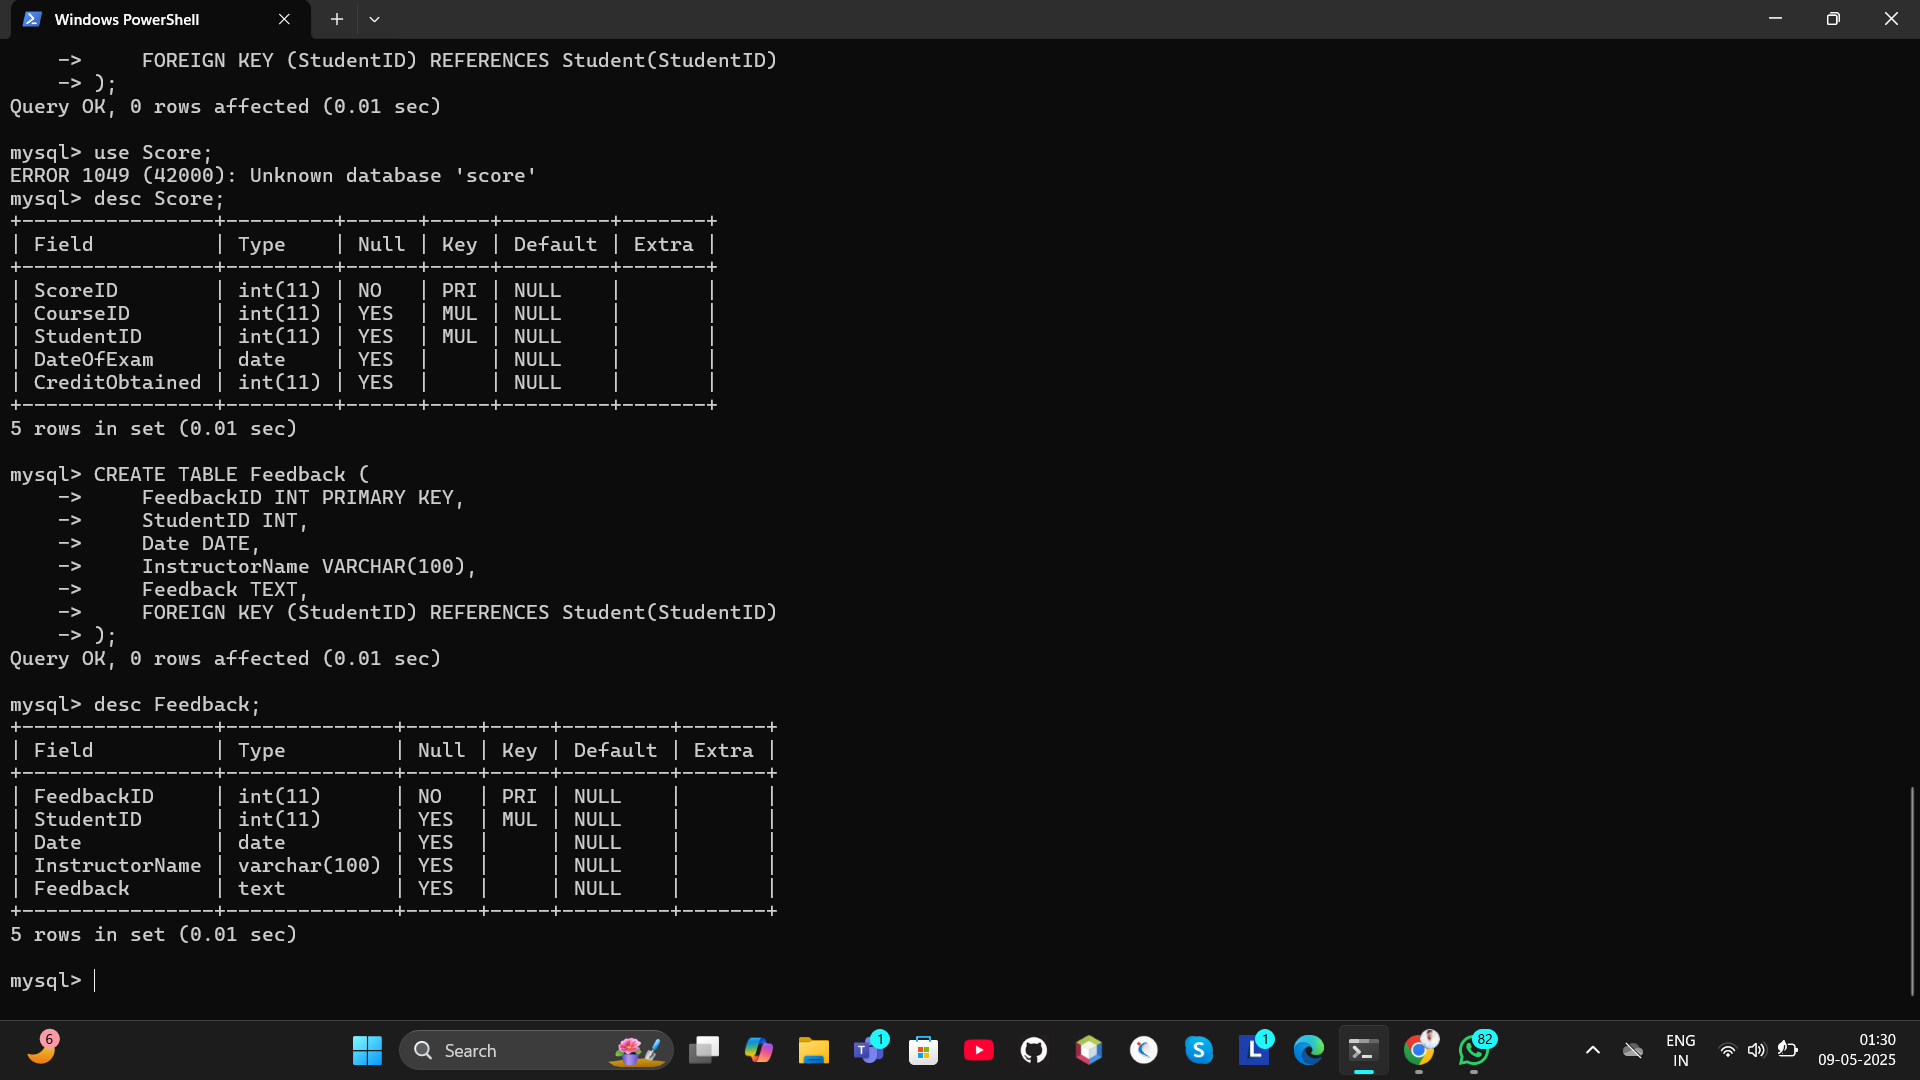 Windows PowerShell
    ->     FOREIGN KEY (StudentID) REFERENCES Student(StudentID)
    -> );
Query OK, 0 rows affected (0.01 sec)
mysql> use Score;
ERROR 1049 (42000): Unknown database 'score'
mysql> desc Score;
+----------------+---------+------+-----+---------+-------+
| Field          | Type    | Null | Key | Default | Extra |
+----------------+---------+------+-----+---------+-------+
| ScoreID        | int(11) | NO   | PRI | NULL    |       |
| CourseID       | int(11) | YES  | MUL | NULL    |       |
| StudentID      | int(11) | YES  | MUL | NULL    |       |
| DateOfExam     | date    | YES  |     | NULL    |       |
| CreditObtained | int(11) | YES  |     | NULL    |       |
+----------------+---------+------+-----+---------+-------+
5 rows in set (0.01 sec)
mysql> CREATE TABLE Feedback (
    ->     FeedbackID INT PRIMARY KEY,
    ->     StudentID INT,
    ->     Date DATE,
    ->     InstructorName VARCHAR(100),
    ->     Feedback TEXT,
    ->     FOREIGN KEY (StudentID) REFERENCES Student(StudentID)
    -> );
Query OK, 0 rows affected (0.01 sec)
mysql> desc Feedback;
+----------------+--------------+------+-----+---------+-------+
| Field          | Type         | Null | Key | Default | Extra |
+----------------+--------------+------+-----+---------+-------+
| FeedbackID     | int(11)      | NO   | PRI | NULL    |       |
| StudentID      | int(11)      | YES  | MUL | NULL    |       |
| Date           | date         | YES  |     | NULL    |       |
| InstructorName | varchar(100) | YES  |     | NULL    |       |
| Feedback       | text         | YES  |     | NULL    |       |
+----------------+--------------+------+-----+---------+-------+
5 rows in set (0.01 sec)
mysql>
6
Search
T 1
S
L 1
82
ENG
IN
01:30
09-05-2025